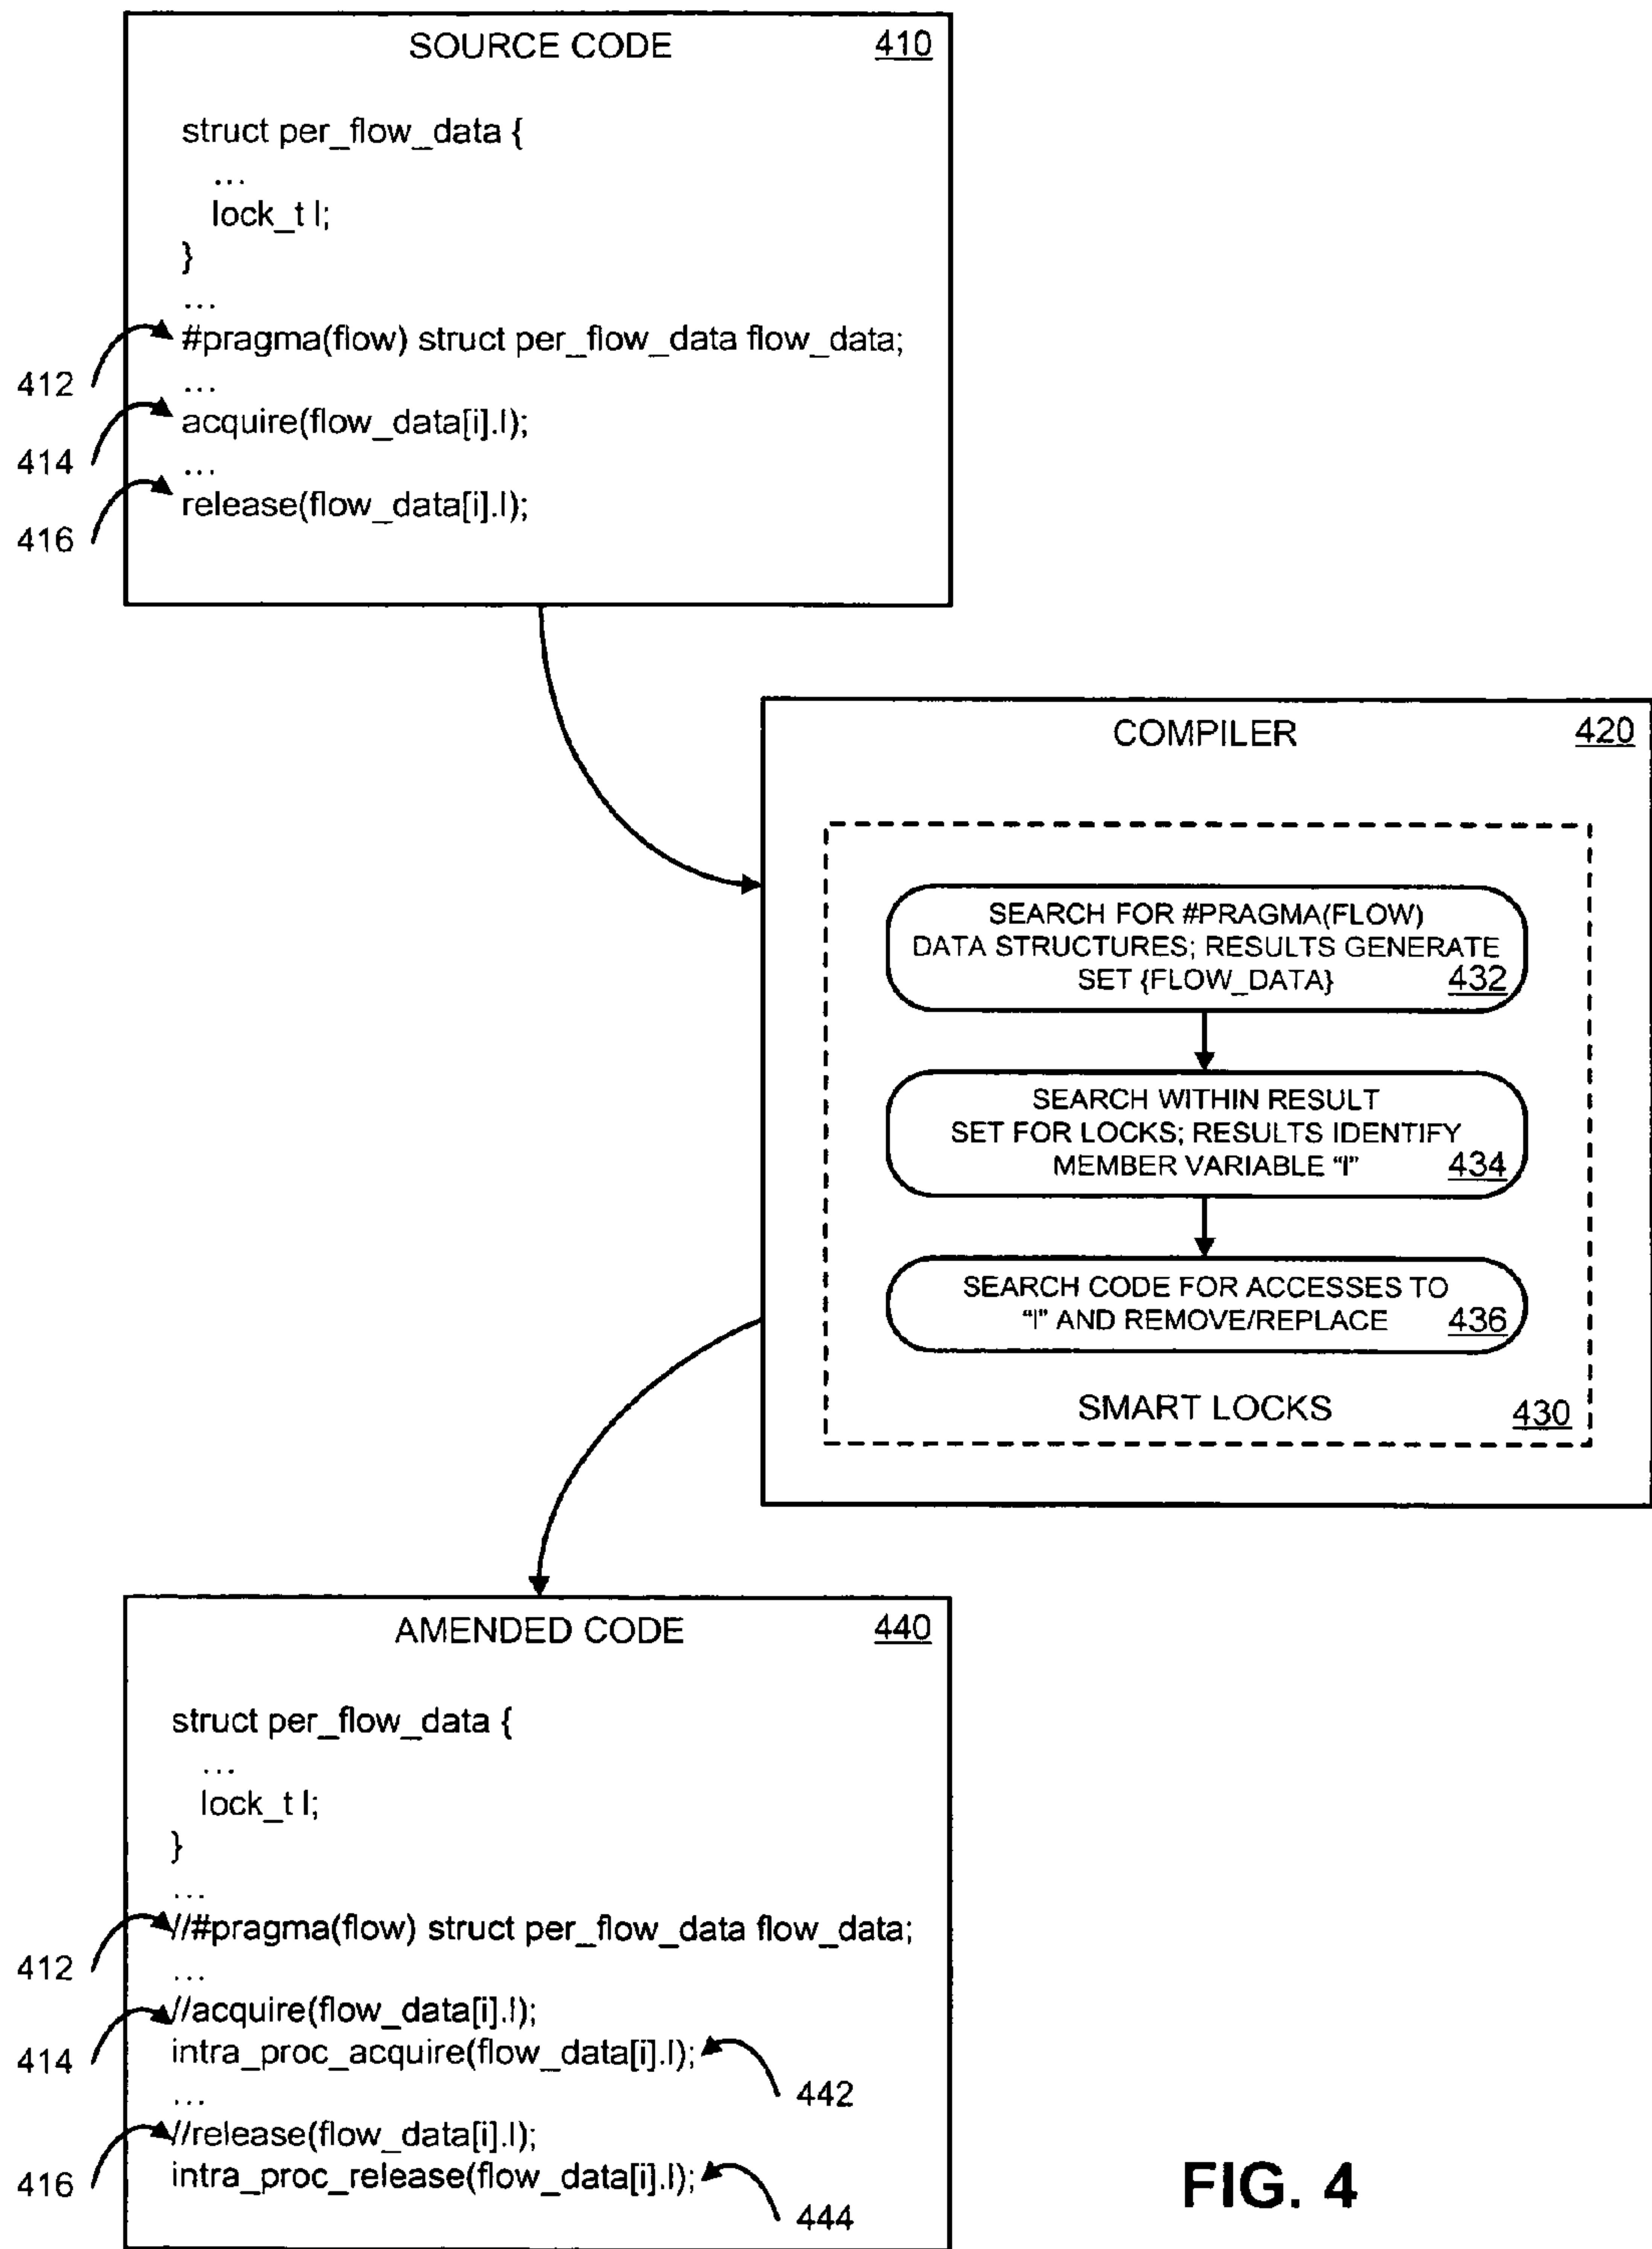 SOURCE CODE 410
struct per_flow_data {
...
lock_t l;
}
...
#pragma(flow) struct per_flow_data flow_data;
412
...
acquire(flow_data[i].l);
414
...
release(flow_data[i].l);
416
COMPILER 420
SEARCH FOR #PRAGMA(FLOW)
DATA STRUCTURES; RESULTS GENERATE
SET {FLOW_DATA} 432
SEARCH WITHIN RESULT
SET FOR LOCKS; RESULTS IDENTIFY
MEMBER VARIABLE “l” 434
SEARCH CODE FOR ACCESSES TO
“l” AND REMOVE/REPLACE 436
SMART LOCKS 430
AMENDED CODE 440
struct per_flow_data {
...
lock_t l;
}
...
//#pragma(flow) struct per_flow_data flow_data;
412
...
//acquire(flow_data[i].l);
414
intra_proc_acquire(flow_data[i].l);
442
...
//release(flow_data[i].l);
416
intra_proc_release(flow_data[i].l);
444
FIG. 4